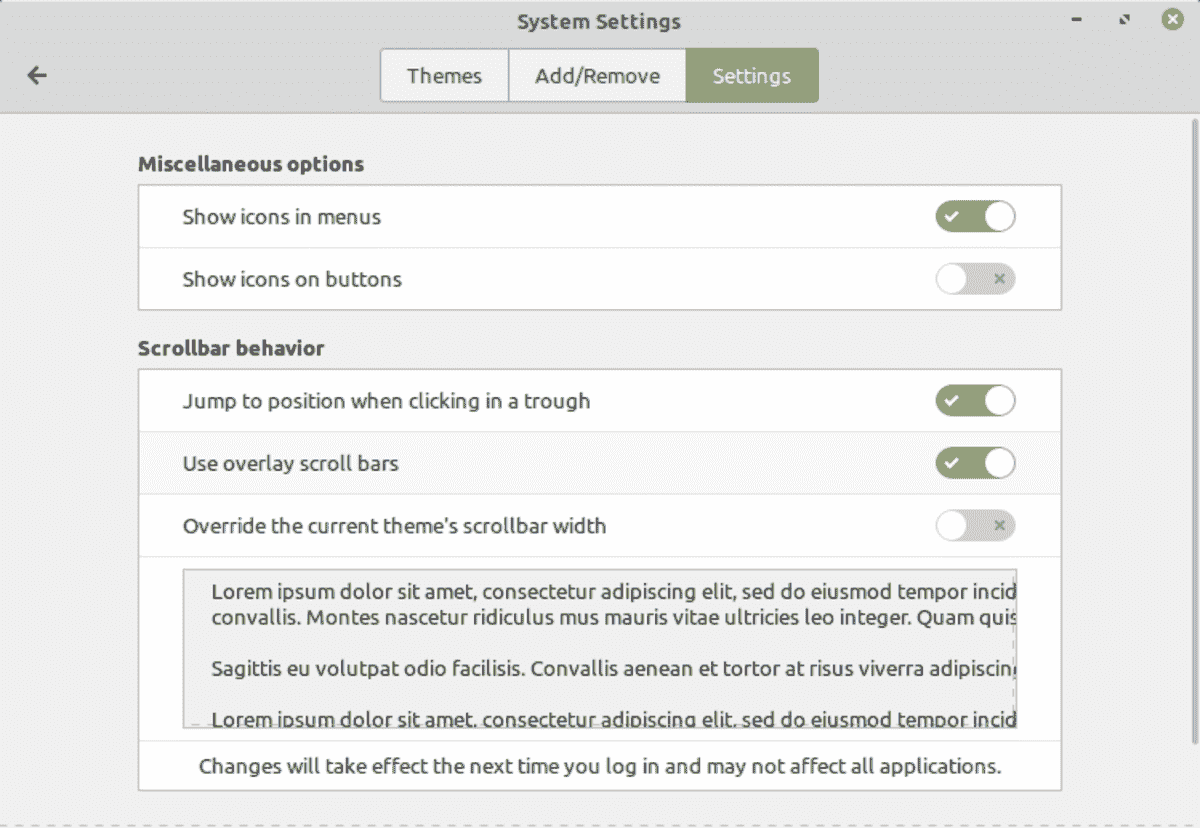 System Settings
Themes
Add/Remove
Settings
Miscellaneous options
Show icons in menus
Show icons on buttons
Scrollbar behavior
Jump to position when clicking in a trough
Use overlay scroll bars
Override the current theme's scrollbar width
Lorem ipsum dolor sit amet, consectetur adipiscing elit, sed do eiusmod tempor incid
convallis. Montes nascetur ridiculus mus mauris vitae ultricies leo integer. Quam quis
Sagittis eu volutpat odio facilisis. Convallis aenean et tortor at risus viverra adipiscing
Lorem ipsum dolor sit amet, consectetur adipiscing elit, sed do eiusmod tempor incid
Changes will take effect the next time you log in and may not affect all applications.